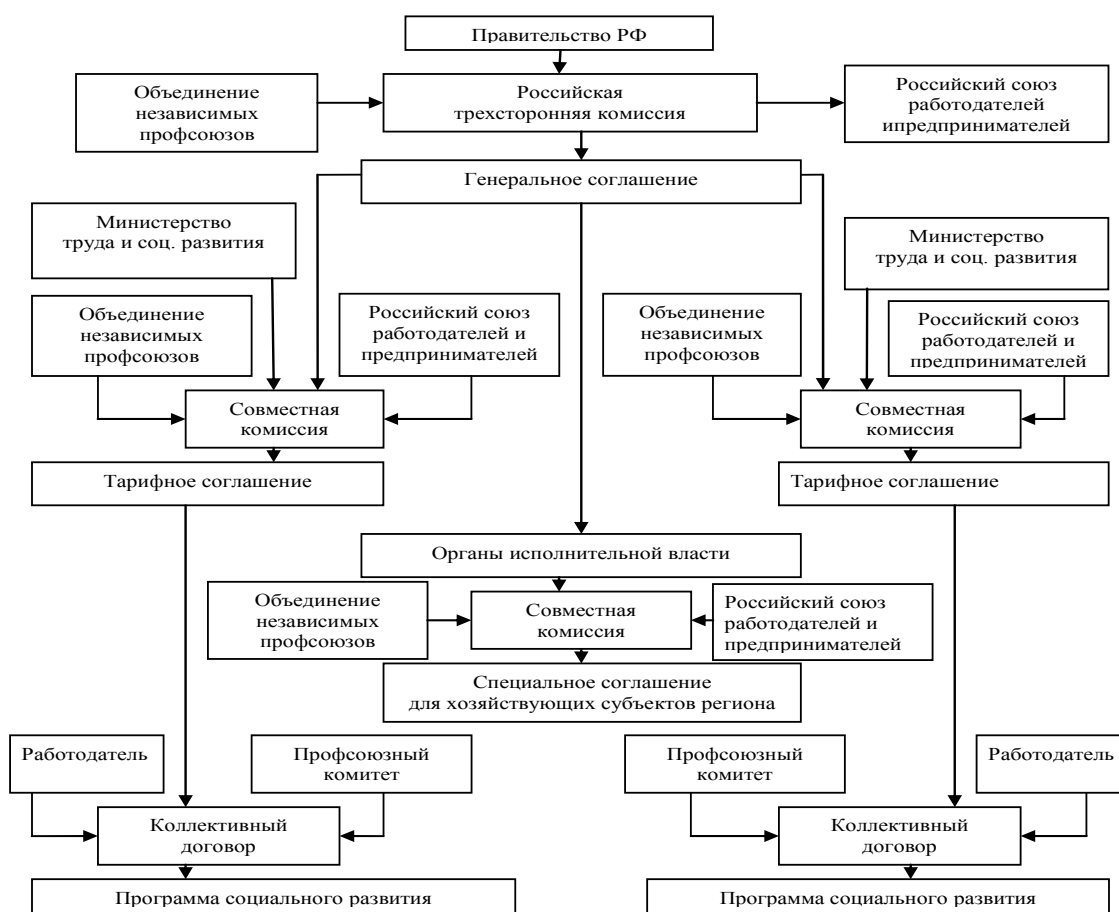 Правительство РФ
Объединение
независимых
профсоюзов
Российская
трехсторонняя комиссия
Российский союз
работодателей
ипредпринимателей
Генеральное соглашение
Министерство
труда и соц. развития
Министерство
труда и соц. развития
Объединение
независимых
профсоюзов
Российский союз
работодателей и
предпринимателей
Объединение
независимых
профсоюзов
Российский союз
работодателей и
предпринимателей
Совместная
комиссия
Совместная
комиссия
Тарифное соглашение
Тарифное соглашение
Органы исполнительной власти
Объединение
независимых
профсоюзов
Совместная
комиссия
Российский союз
работодателей и
предпринимателей
Специальное соглашение
для хозяйствующих субъектов региона
Работодатель
Профсоюзный
комитет
Профсоюзный
комитет
Работодатель
Коллективный
договор
Коллективный
договор
Программа социального развития
Программа социального развития